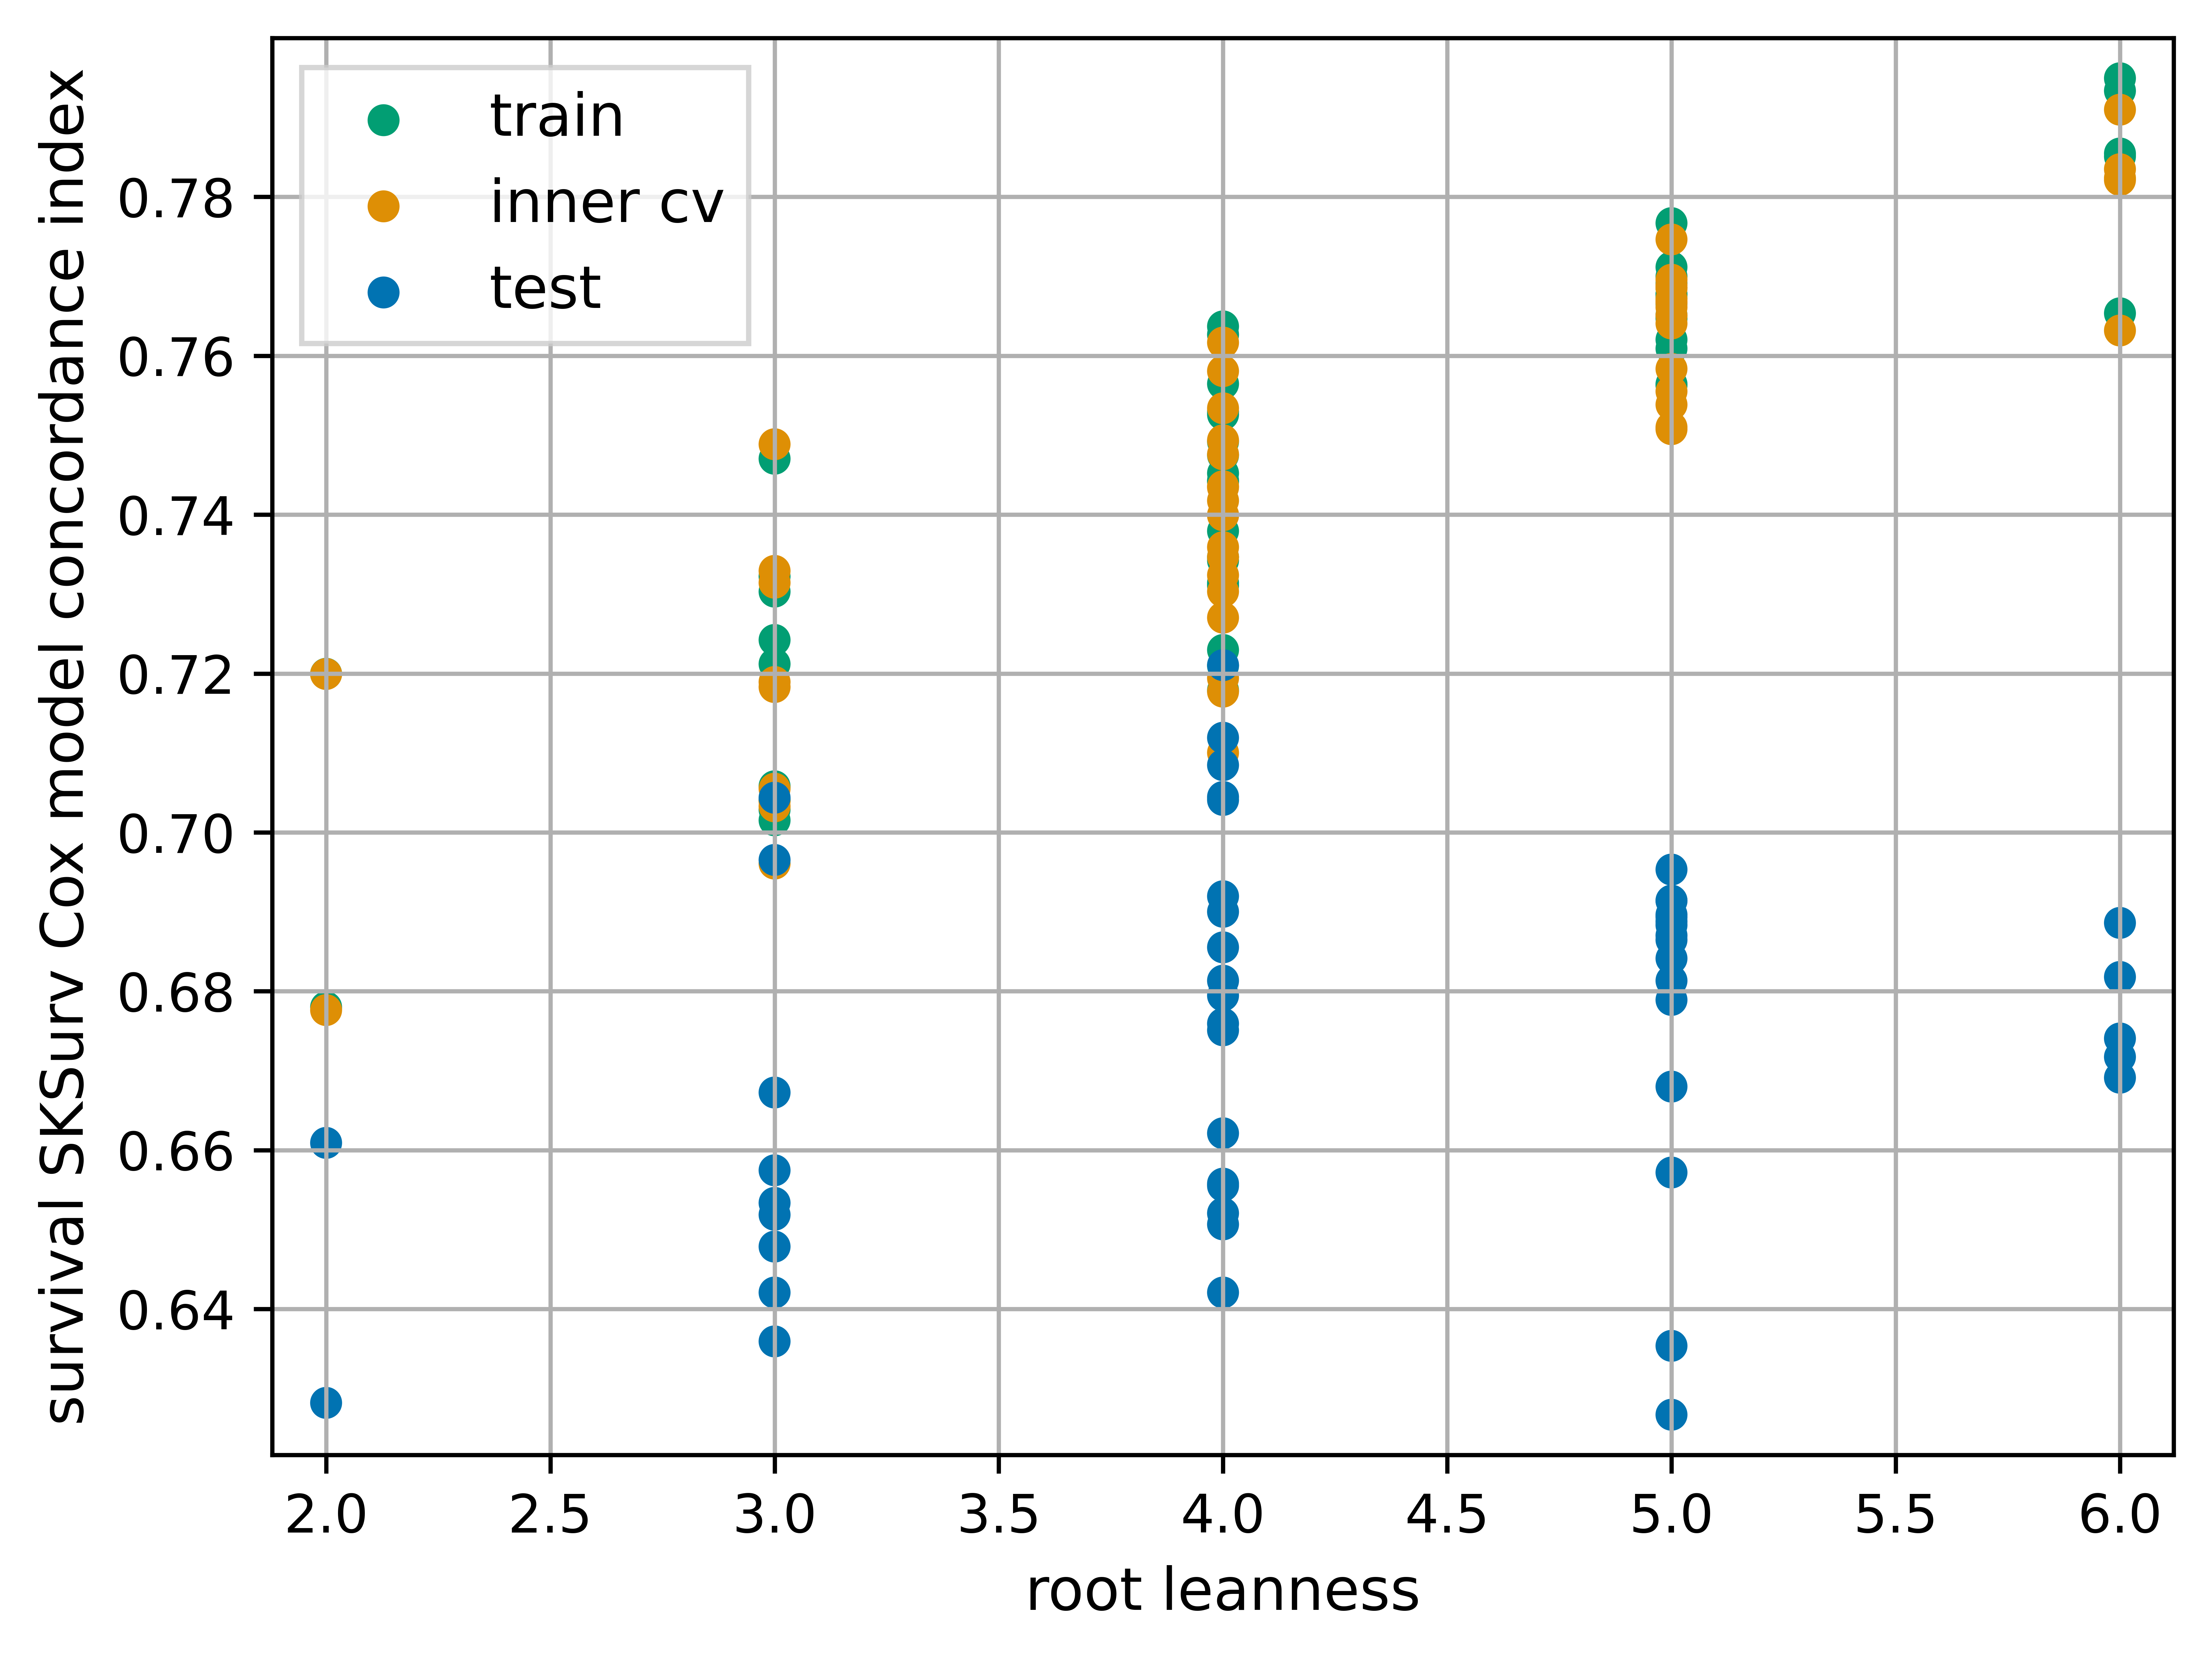 survival SKSurv Cox model concordance index
train
inner cv
test
0.78
0.76
0.74
0.72
0.70
0.68
0.66
0.64
2.0 2.5 3.0 3.5 4.0 4.5 5.0 5.5 6.0
root leanness